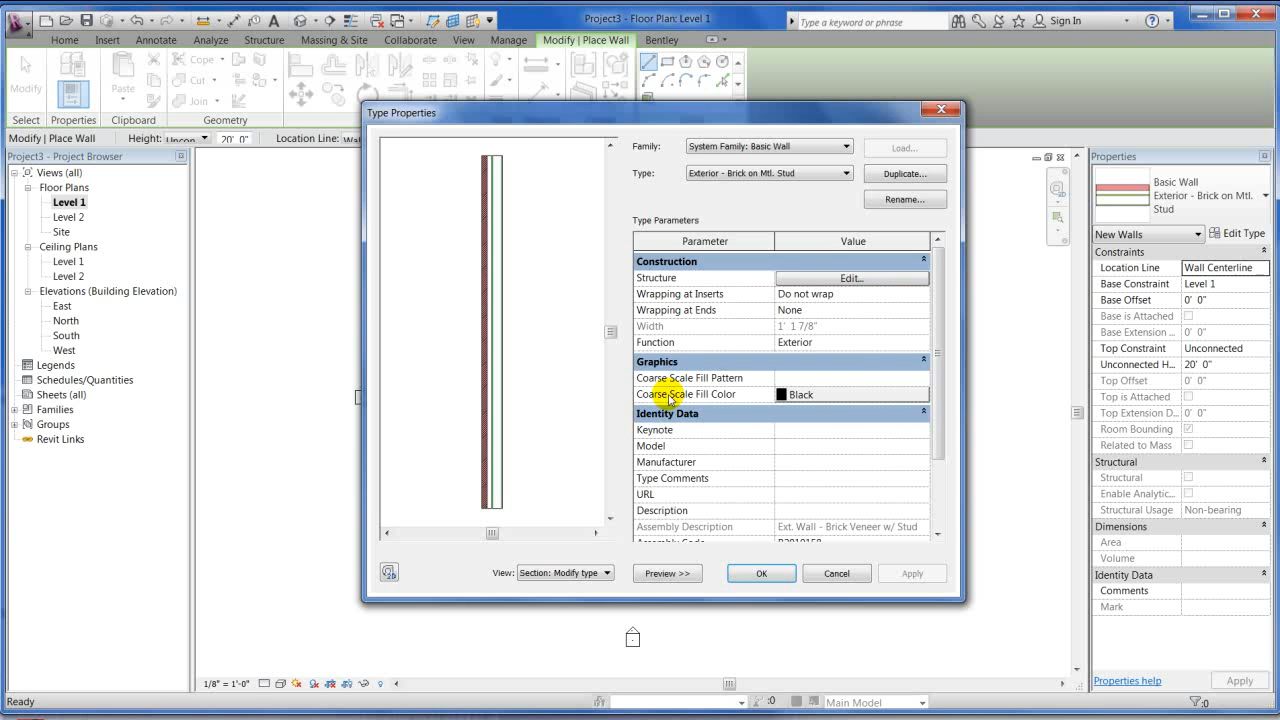 Project3 - Floor Plan: Level 1
Type a keyword or phrase
Sign In
Home Insert Annotate Analyze Structure Massing & Site Collaborate View Manage Modify | Place Wall Bentley
Modify
Paste
Cope
Cut
Join
Select Properties Clipboard Geometry
Modify | Place Wall Height: 20' 0" Location Line:
Project3 - Project Browser
Views (all)
Floor Plans
Level 1
Level 2
Site
Ceiling Plans
Level 1
Level 2
Elevations (Building Elevation)
East
North
South
West
Legends
Schedules/Quantities
Sheets (all)
Families
Groups
Revit Links
Type Properties
Family: System Family: Basic Wall Load...
Type: Exterior - Brick on Mtl. Stud Duplicate...
Rename...
Type Parameters
Parameter Value
Construction
Structure Edit...
Wrapping at Inserts Do not wrap
Wrapping at Ends None
Width 1' 1 7/8"
Function Exterior
Graphics
Coarse Scale Fill Pattern
Coarse Scale Fill Color Black
Identity Data
Keynote
Model
Manufacturer
Type Comments
URL
Description
Assembly Description Ext. Wall - Brick Veneer w/ Stud
View: Section: Modify type Preview >> OK Cancel Apply
Properties
Basic Wall
Exterior - Brick on Mtl.
Stud
New Walls Edit Type
Constraints
Location Line Wall Centerline
Base Constraint Level 1
Base Offset 0' 0"
Base is Attached
Base Extension ... 0' 0"
Top Constraint Unconnected
Unconnected H... 20' 0"
Top Offset 0' 0"
Top is Attached
Top Extension D... 0' 0"
Room Bounding
Related to Mass
Structural
Structural
Enable Analytic...
Structural Usage Non-bearing
Dimensions
Area
Volume
Identity Data
Comments
Mark
Properties help Apply
1/8" = 1'-0"
Ready :0 Main Model :0